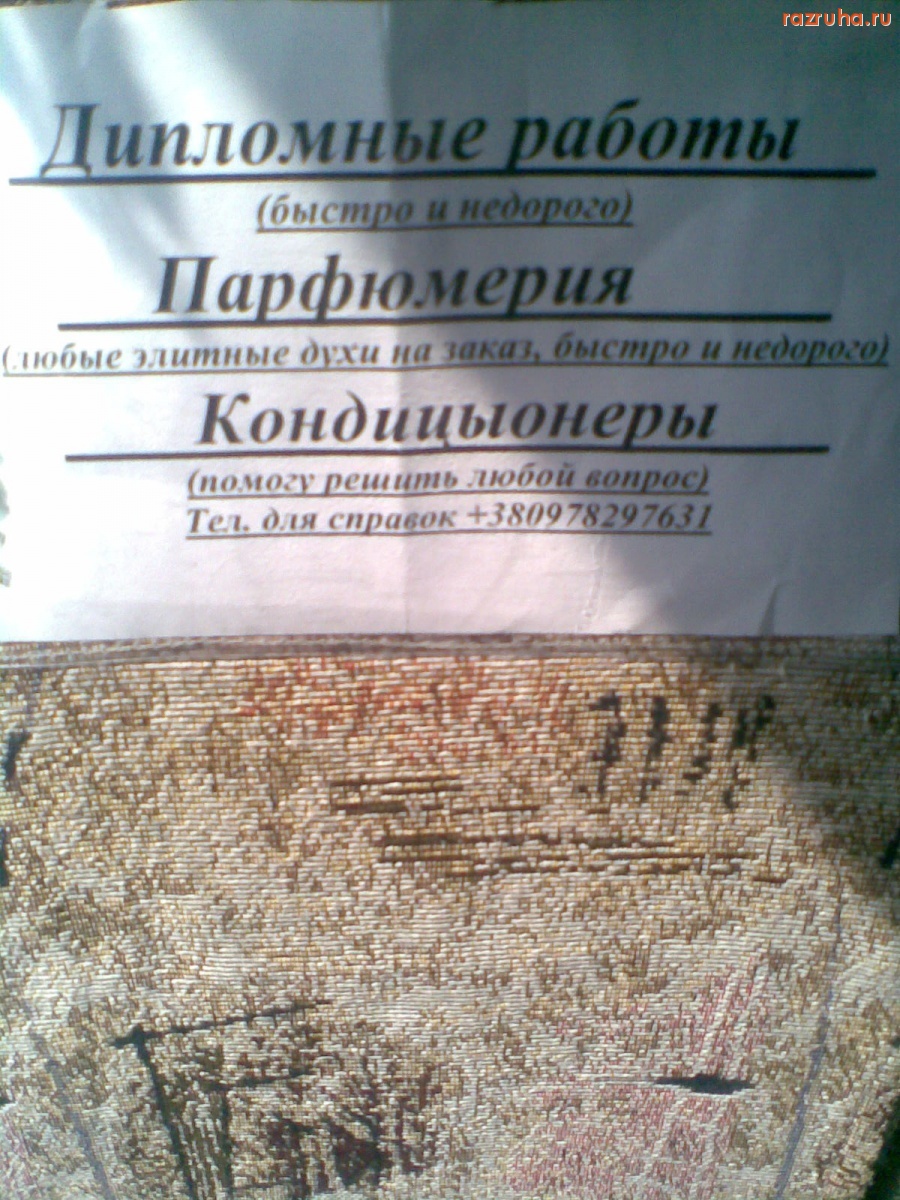 razruha.ru
Дипломные работы
(быстро и недорого)
Парфюмерия
(любые элитные духи на заказ, быстро и недорого)
Кондицыонеры
(помогу решить любой вопрос)
Тел. для справок +380978297631